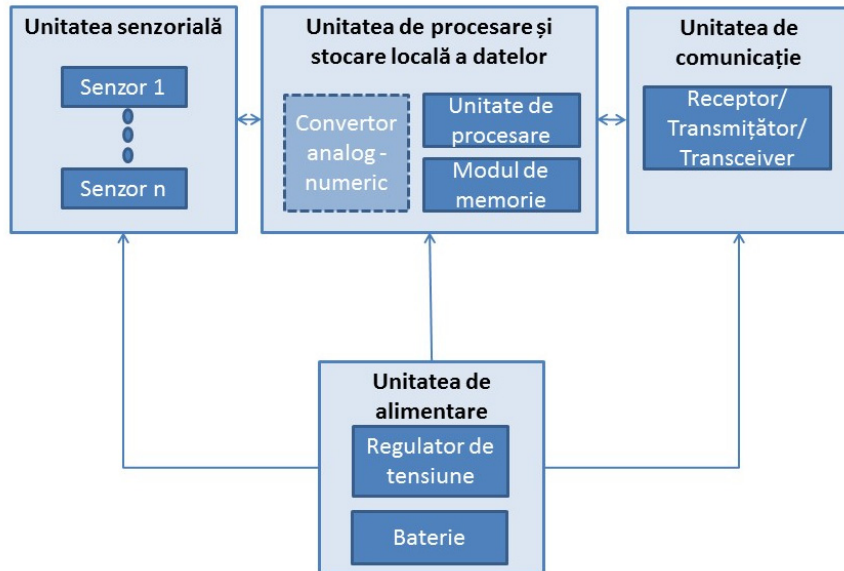 Unitatea senzorială
Senzor 1
Senzor n
Unitatea de procesare și
stocare locală a datelor
Convertor
analog -
numeric
Unitate de
procesare
Modul de
memorie
Unitatea de
comunicație
Receptor/
Transmițător/
Transceiver
Unitatea de
alimentare
Regulator de
tensiune
Baterie